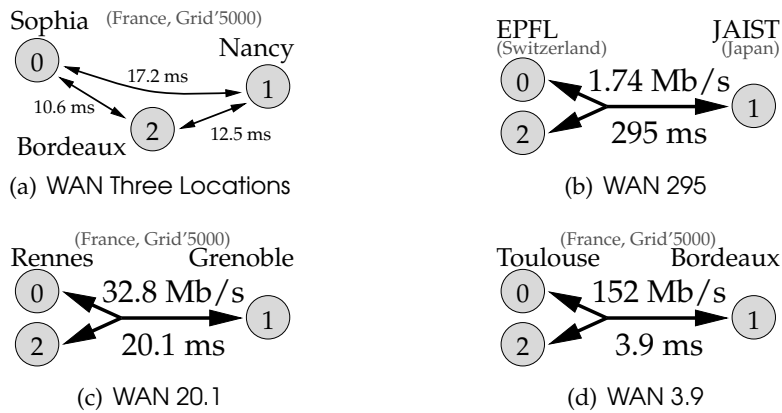 Sophia
(France, Grid'5000)
Nancy
0
17.2 ms
1
10.6 ms
2
12.5 ms
Bordeaux
(a) WAN Three Locations
EPFL
(Switzerland)
JAIST
(Japan)
0
1.74 Mb/s
1
2
295 ms
(b) WAN 295
(France, Grid'5000)
Rennes
Grenoble
0
32.8 Mb/s
1
2
20.1 ms
(c) WAN 20.1
(France, Grid'5000)
Toulouse
Bordeaux
0
152 Mb/s
1
2
3.9 ms
(d) WAN 3.9